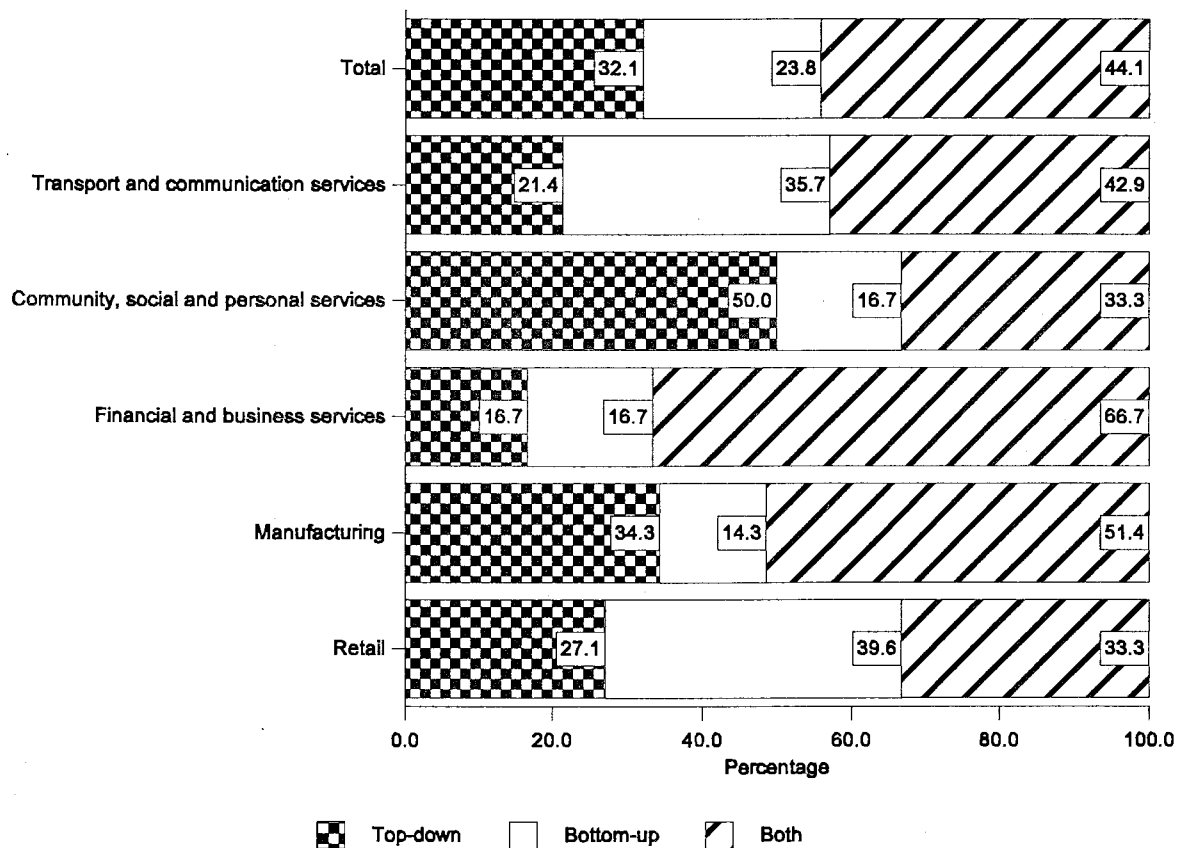 Total 32.1 23.8 44.1
Transport and communication services 21.4 35.7 42.9
Community, social and personal services 50.0 16.7 33.3
Financial and business services 16.7 16.7 66.7
Manufacturing 34.3 14.3 51.4
Retail 27.1 39.6 33.3
0.0 20.0 40.0 60.0 80.0 100.0
Percentage
Top-down Bottom-up Both